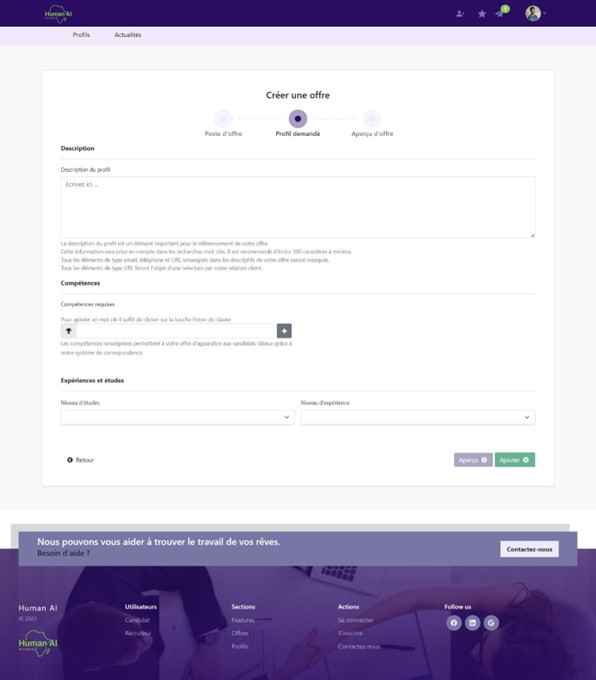 Human AI
1
Profils
Actualités
Créer une offre
Poste d'offre
Profil demandé
Aperçu d'offre
Description
Description du profil
Ecrivez ici ...
La description du profil est un élément important pour le référencement de votre offre.
Cette information sera prise en compte dans les recherches mot clés. Il est recommandé d'écrire 500 caractères à minima.
Tous les éléments de type email, téléphone et URL renseignés dans les descriptifs de votre offre seront masqués.
Tous les éléments de type URL feront l'objet d'une relecture par notre relation client.
Compétences
Compétences requises
Pour ajouter un mot clé il suffit de clicker sur la touche Entrer du clavier
Les compétences renseignées permettent à votre offre d'apparaître aux candidats idéaux grâce à
notre système de correspondance.
Expériences et études
Niveau d'études
Niveau d'expérience
Retour
Aperçu
Ajouter
Nous pouvons vous aider à trouver le travail de vos rêves.
Besoin d'aide ?
Contactez-nous
Human AI
© 2023
Human AI
Utilisateurs
Candidat
Recruteur
Sections
Features
Offres
Profils
Actions
Se connecter
S'inscrire
Contactez nous
Follow us